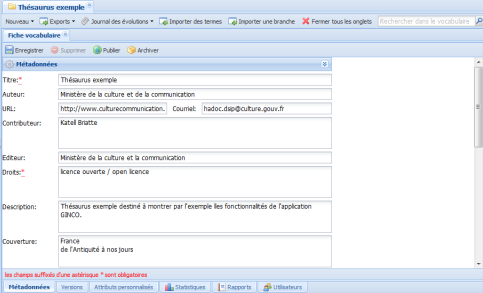 Thésaurus exemple
Nouveau Exports Journal des évolutions Importer des termes Importer une branche Fermer tous les onglets Rechercher dans le vocabulaire
Fiche vocabulaire
Enregistrer Supprimer Publier Archiver
Métadonnées
Titre:* Thésaurus exemple
Auteur: Ministère de la culture et de la communication
URL: http://www.culturecommunication. Courriel: hadoc.dsip@culture.gouv.fr
Contributeur: Katell Briatte
Editeur: Ministère de la culture et la communication
Droits:* licence ouverte / open licence
Description: Thésaurus exemple destiné à montrer par l'exemple lles fonctionnalités de l'application
GINCO.
Couverture: France
de l'Antiquité à nos jours
les champs suffixés d'une astérisque * sont obligatoires
Métadonnées Versions Attributs personnalisés Statistiques Rapports Utilisateurs